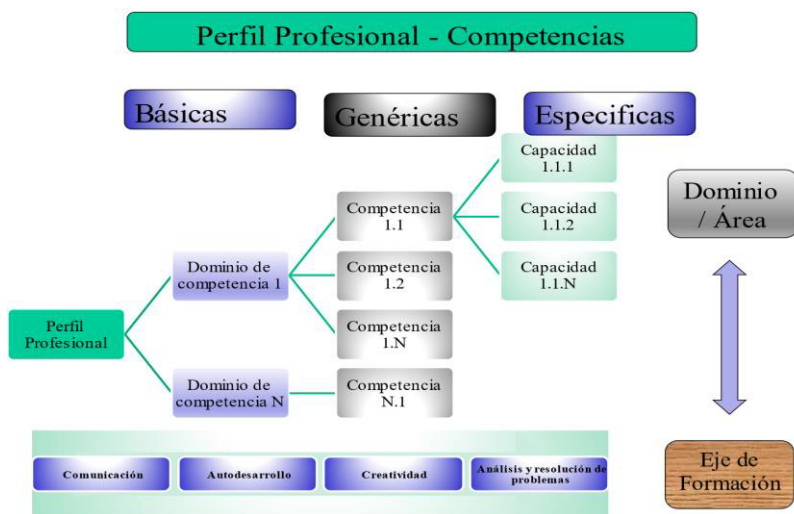 Perfil Profesional - Competencias
Básicas
Genéricas
Especificas
Capacidad
1.1.1
Competencia
1.1
Capacidad
1.1.2
Dominio
/ Área
Dominio de
competencia 1
Competencia
1.2
Capacidad
1.1.N
Perfil
Profesional
Competencia
1.N
Dominio de
competencia N
Competencia
N.1
Comunicación
Autodesarrollo
Creatividad
Análisis y resolución de
problemas
Eje de
Formación